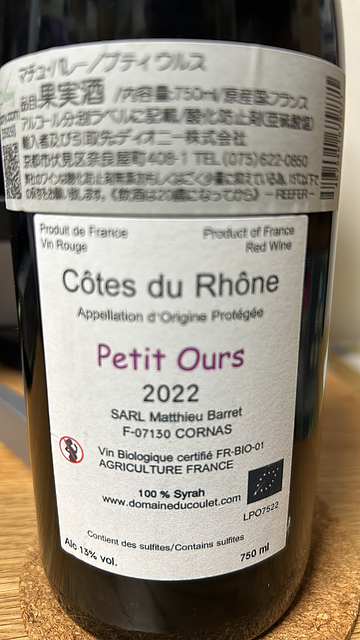 マチュ・バレー/プティウルス
品目果実酒 /内容量:750ml/原産国フランス
アルコール分別ラベルに記載/酸化防止剤(亜硫酸塩)
輸入者及び引取先ディオニー株式会社
京都市伏見区奈良屋町408-1 TEL (075)622-0850
《飲酒は20歳になってから》 ―REEFER―
Produit de France
Vin Rouge
Product of France
Red Wine
Côtes du Rhône
Appellation d'Origine Protégée
Petit Ours
2022
SARL Matthieu Barret
F-07130 CORNAS
Vin Biologique certifié FR-BIO-01
AGRICULTURE FRANCE
100 % Syrah
www.domaineducoulet.com
LPO7522
Contient des sulfites/Contains sulfites
Alc 13% vol.
750 ml